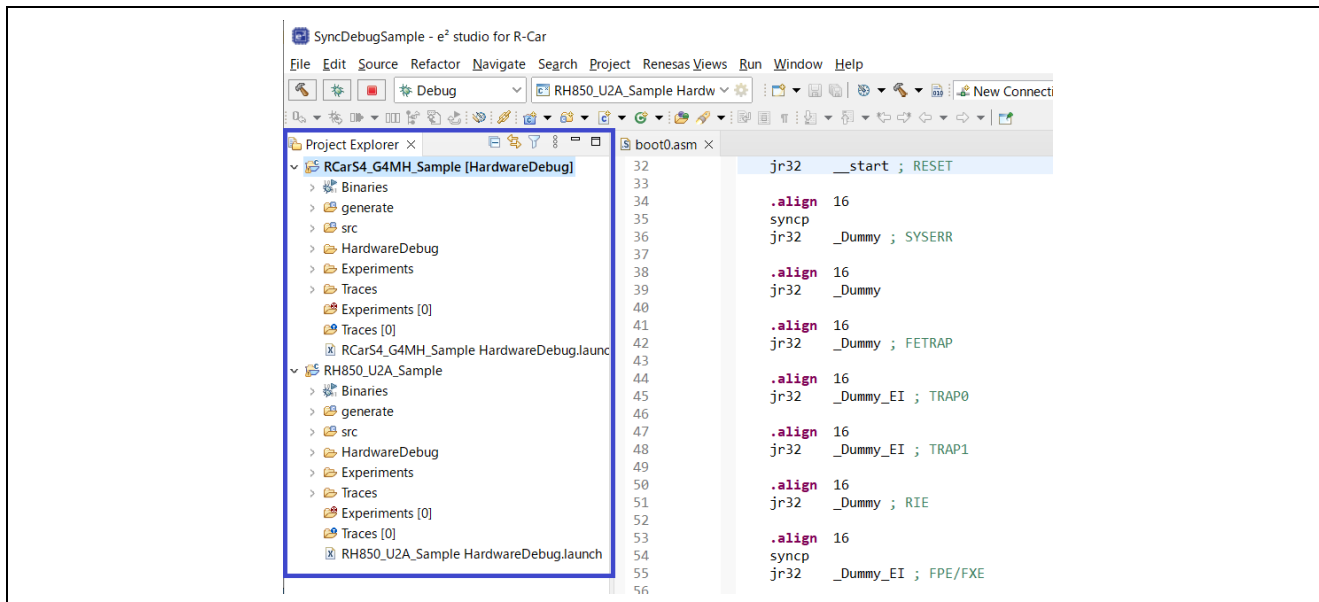 SyncDebugSample - e² studio for R-Car
File Edit Source Refactor Navigate Search Project Renesas Views Run Window Help
Debug RH850_U2A_Sample Hardw New Connecti
Project Explorer
RCarS4_G4MH_Sample [HardwareDebug]
Binaries
generate
src
HardwareDebug
Experiments
Traces
Experiments [0]
Traces [0]
RCarS4_G4MH_Sample HardwareDebug.launc
RH850_U2A_Sample
Binaries
generate
src
HardwareDebug
Experiments
Traces
Experiments [0]
Traces [0]
RH850_U2A_Sample HardwareDebug.launch
boot0.asm
32 jr32 __start ; RESET
33
34 .align 16
35 syncp
36 jr32 _Dummy ; SYSERR
37
38 .align 16
39 jr32 _Dummy
40
41 .align 16
42 jr32 _Dummy ; FETRAP
43
44 .align 16
45 jr32 _Dummy_EI ; TRAP0
46
47 .align 16
48 jr32 _Dummy_EI ; TRAP1
49
50 .align 16
51 jr32 _Dummy ; RIE
52
53 .align 16
54 syncp
55 jr32 _Dummy_EI ; FPE/FXE
56